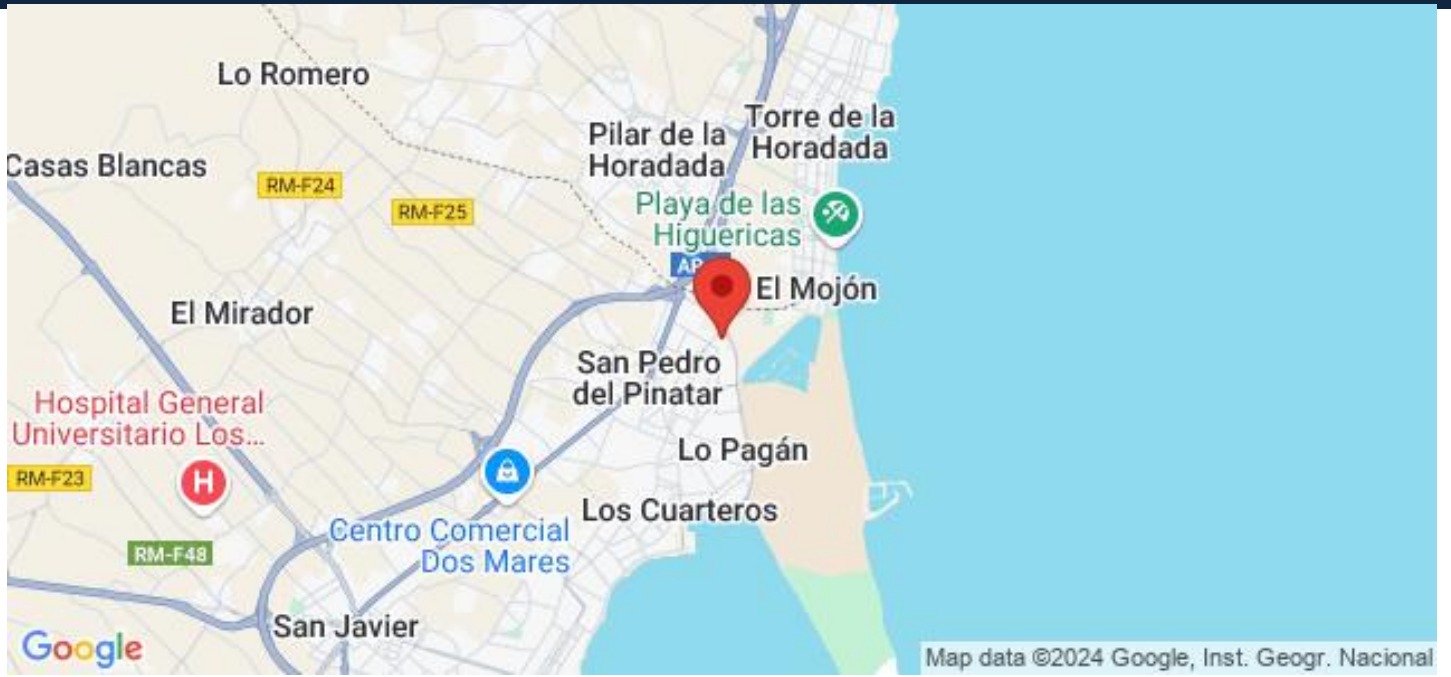 Lo Romero
Torre de la
Horadada
Pilar de la
Horadada
Casas Blancas
RM-F24
RM-F25
Playa de las
Higuericas
El Mojón
El Mirador
San Pedro
del Pinatar
Hospital General
Universitario Los...
H
Lo Pagán
RM-F23
Los Cuarteros
Centro Comercial
Dos Mares
RM-F48
San Javier
Google
Map data ©2024 Google, Inst. Geogr. Nacional